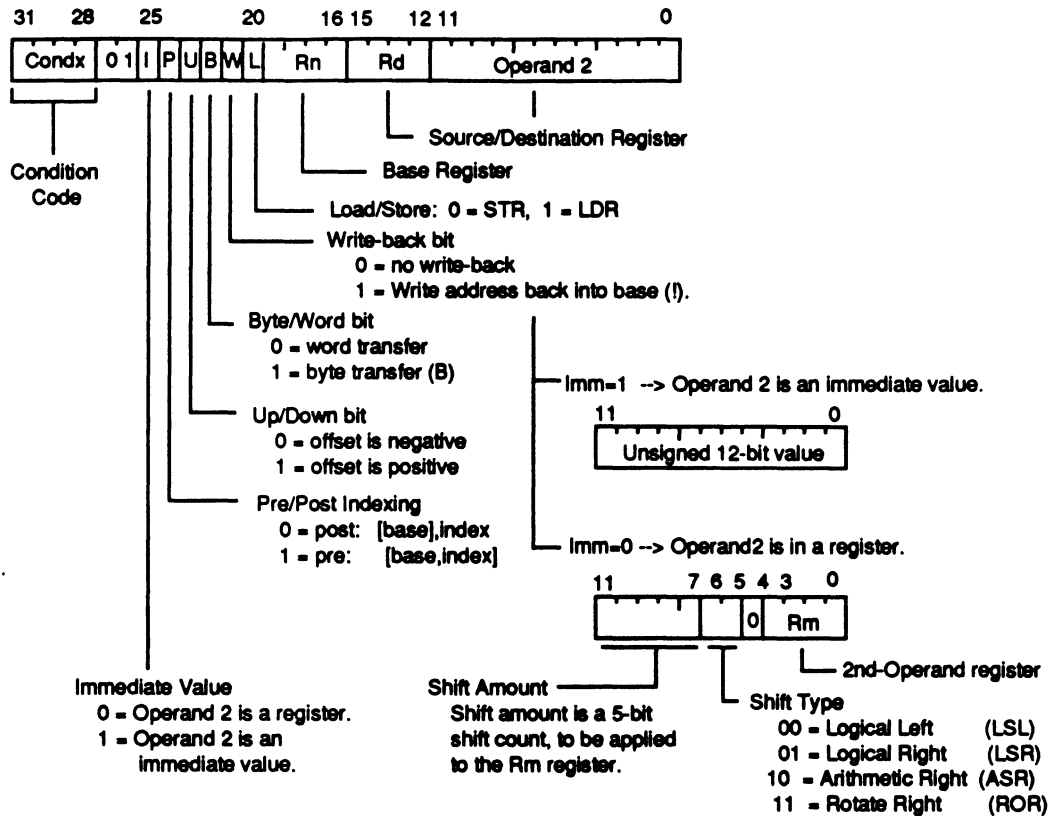 31 28 25 20 16 15 12 11 0
Condx 0 1 I P U B W L Rn Rd Operand 2
Source/Destination Register
Condition
Code
Base Register
Load/Store: 0 = STR, 1 = LDR
Write-back bit
0 = no write-back
1 = Write address back into base (!).
Byte/Word bit
0 = word transfer
1 = byte transfer (B)
Imm=1 --> Operand 2 is an immediate value.
11 0
Unsigned 12-bit value
Up/Down bit
0 = offset is negative
1 = offset is positive
Pre/Post Indexing
0 = post: [base],index
1 = pre: [base,index]
Imm=0 --> Operand2 is in a register.
11 7 6 5 4 3 0
0 Rm
2nd-Operand register
Immediate Value
0 = Operand 2 is a register.
1 = Operand 2 is an
immediate value.
Shift Amount
Shift amount is a 5-bit
shift count, to be applied
to the Rm register.
Shift Type
00 = Logical Left (LSL)
01 = Logical Right (LSR)
10 = Arithmetic Right (ASR)
11 = Rotate Right (ROR)